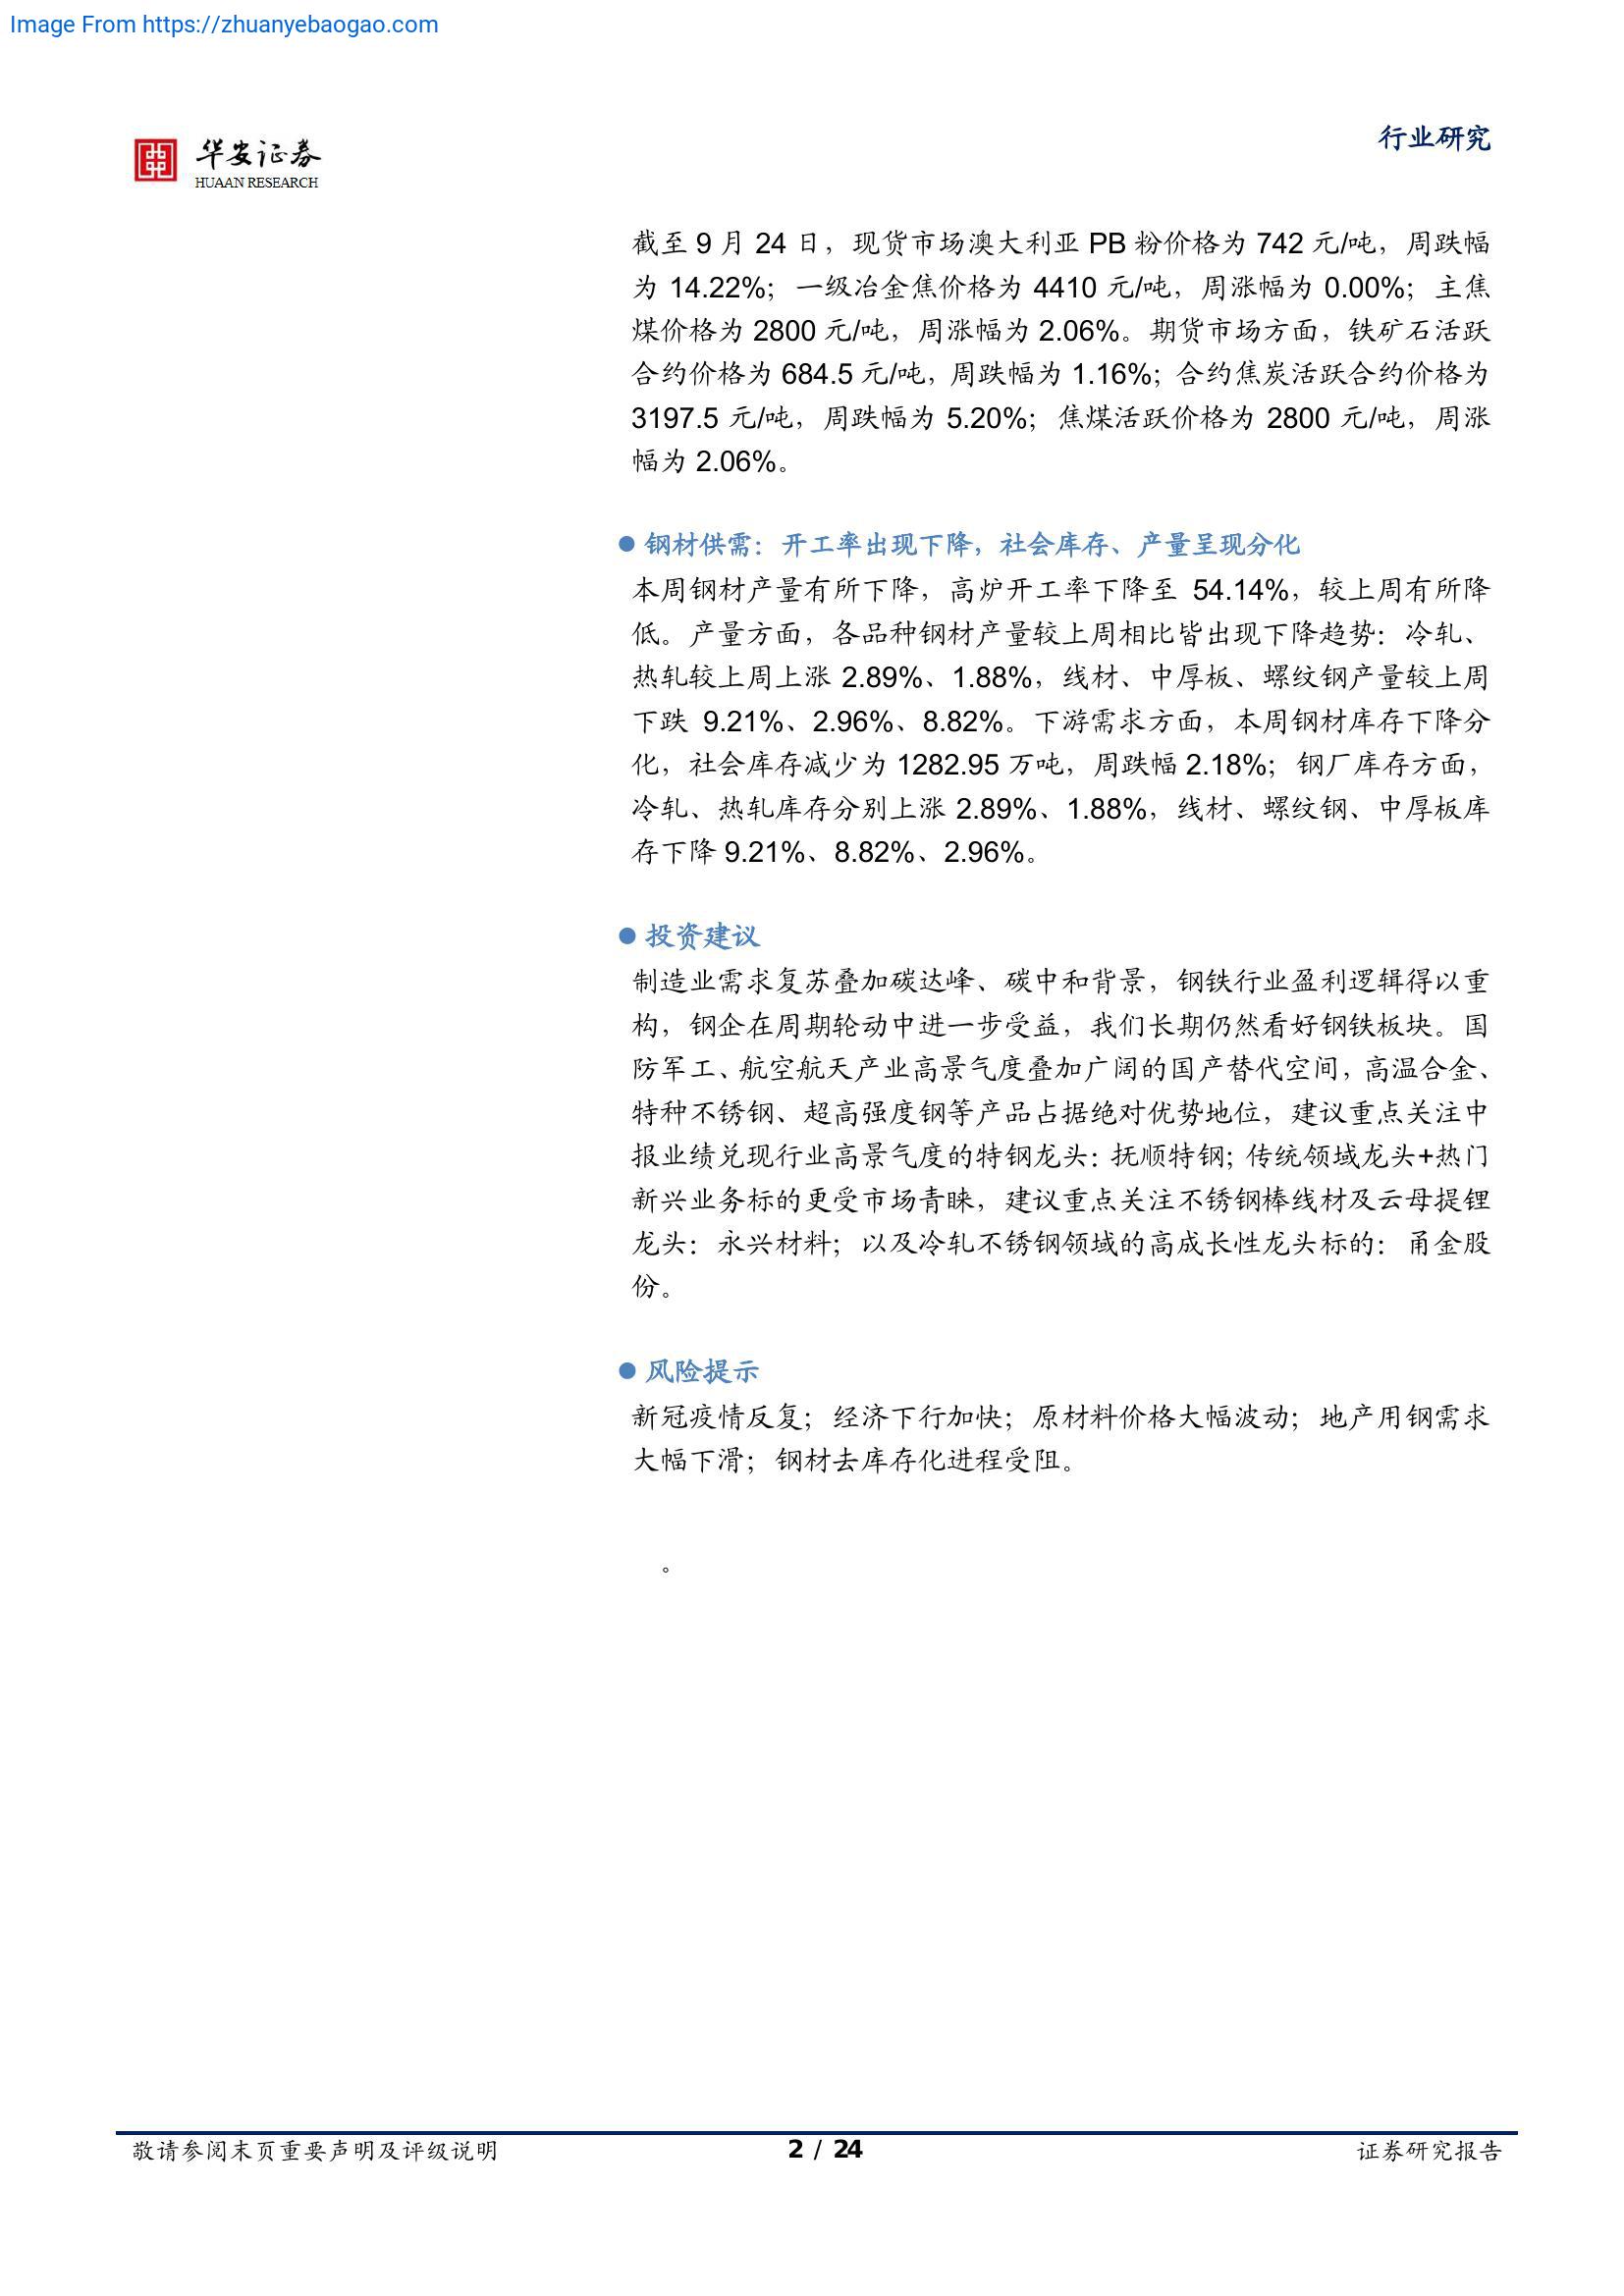 Image From https://zhuanyebaogao.com
华安证券
HUAAN RESEARCH
行业研究
截至 9 月 24 日，现货市场澳大利亚 PB 粉价格为 742 元/吨，周跌幅
为 14.22%；一级冶金焦价格为 4410 元/吨，周涨幅为 0.00%；主焦
煤价格为 2800 元/吨，周涨幅为 2.06%。期货市场方面，铁矿石活跃
合约价格为 684.5 元/吨，周跌幅为 1.16%；合约焦炭活跃合约价格为
3197.5 元/吨，周跌幅为 5.20%；焦煤活跃价格为 2800 元/吨，周涨
幅为 2.06%。
● 钢材供需：开工率出现下降，社会库存、产量呈现分化
本周钢材产量有所下降，高炉开工率下降至 54.14%，较上周有所降
低。产量方面，各品种钢材产量较上周相比皆出现下降趋势：冷轧、
热轧较上周上涨 2.89%、1.88%，线材、中厚板、螺纹钢产量较上周
下跌 9.21%、2.96%、8.82%。下游需求方面，本周钢材库存下降分
化，社会库存减少为 1282.95 万吨，周跌幅 2.18%；钢厂库存方面，
冷轧、热轧库存分别上涨 2.89%、1.88%，线材、螺纹钢、中厚板库
存下降 9.21%、8.82%、2.96%。
● 投资建议
制造业需求复苏叠加碳达峰、碳中和背景，钢铁行业盈利逻辑得以重
构，钢企在周期轮动中进一步受益，我们长期仍然看好钢铁板块。国
防军工、航空航天产业高景气度叠加广阔的国产替代空间，高温合金、
特种不锈钢、超高强度钢等产品占据绝对优势地位，建议重点关注中
报业绩兑现行业高景气度的特钢龙头：抚顺特钢；传统领域龙头+热门
新兴业务标的更受市场青睐，建议重点关注不锈钢棒线材及云母提锂
龙头：永兴材料；以及冷轧不锈钢领域的高成长性龙头标的：甬金股
份。
● 风险提示
新冠疫情反复；经济下行加快；原材料价格大幅波动；地产用钢需求
大幅下滑；钢材去库存化进程受阻。
。
敬请参阅末页重要声明及评级说明
2 / 24
证券研究报告